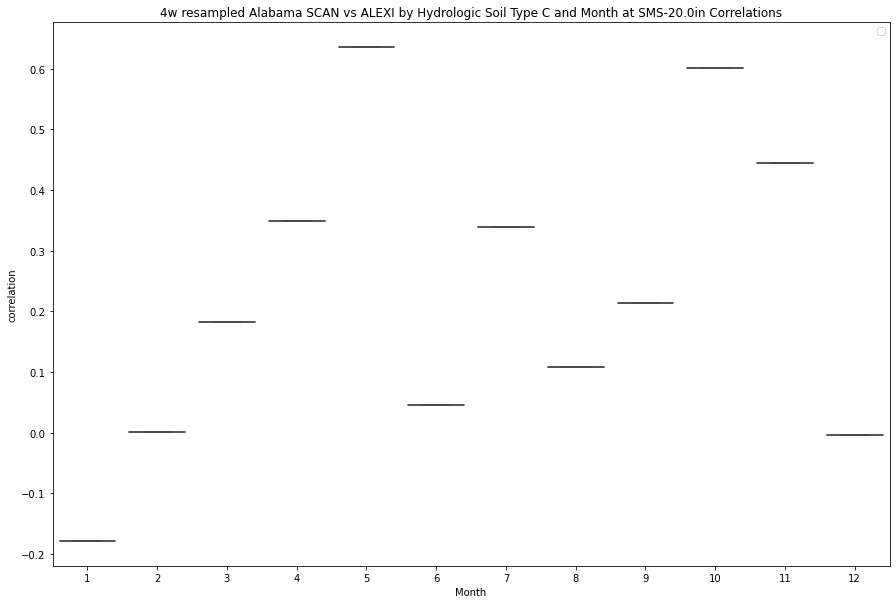 4w resampled Alabama SCAN vs ALEXI by Hydrologic Soil Type C and Month at SMS-20.0in Correlations
0.6
0.5
0.4
0.3
0.2
0.1
0.0
−0.1
−0.2
correlation
1 2 3 4 5 6 7 8 9 10 11 12
Month